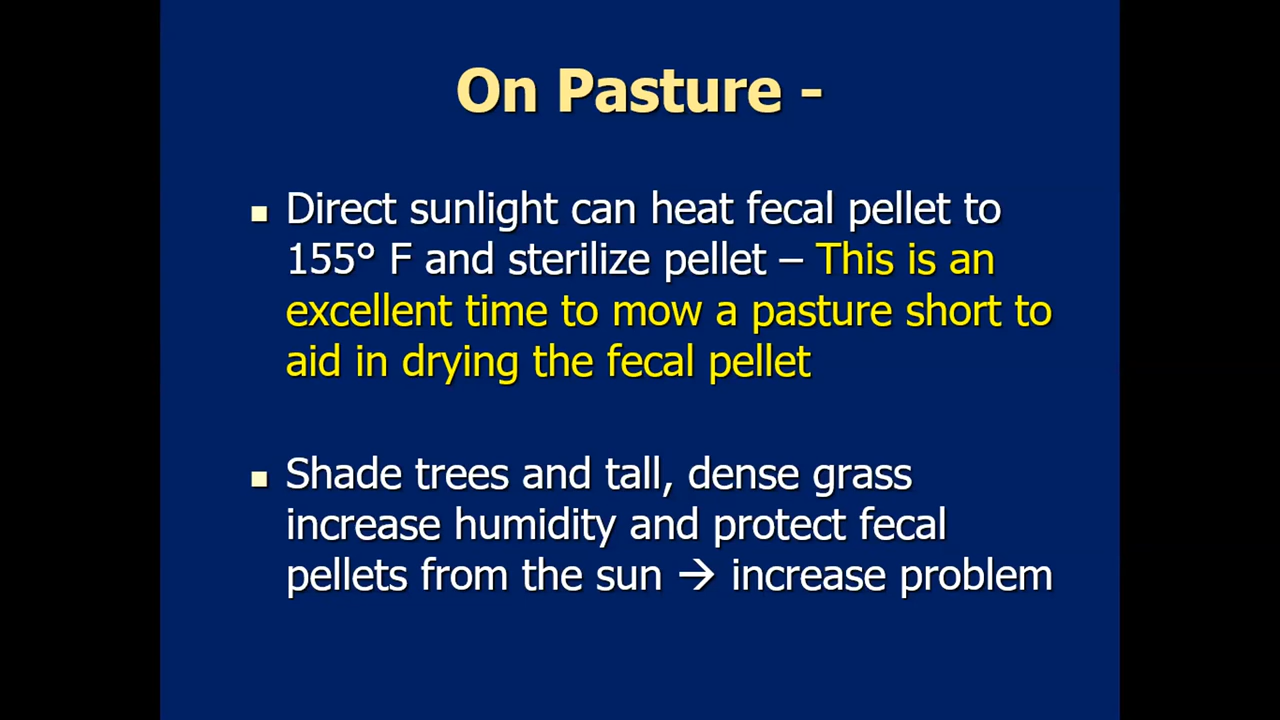 On Pasture -
Direct sunlight can heat fecal pellet to
155° F and sterilize pellet – This is an
excellent time to mow a pasture short to
aid in drying the fecal pellet
Shade trees and tall, dense grass
increase humidity and protect fecal
pellets from the sun → increase problem